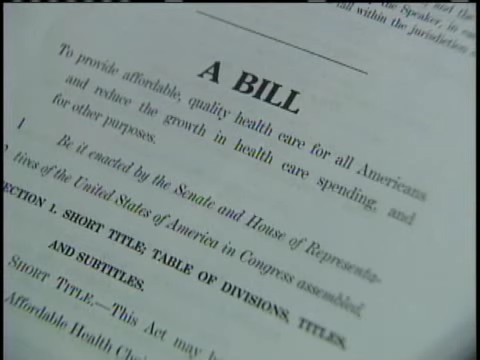 the Speaker, in
fall within the jurisdiction
A BILL
To provide affordable, quality health care for all Americans
and reduce the growth in health care spending, and
for other purposes.
1 Be it enacted by the Senate and House of Representa-
2 tives of the United States of America in Congress assembled,
SECTION 1. SHORT TITLE; TABLE OF DIVISIONS, TITLES,
AND SUBTITLES.
SHORT TITLE.—This Act may
Affordable Health